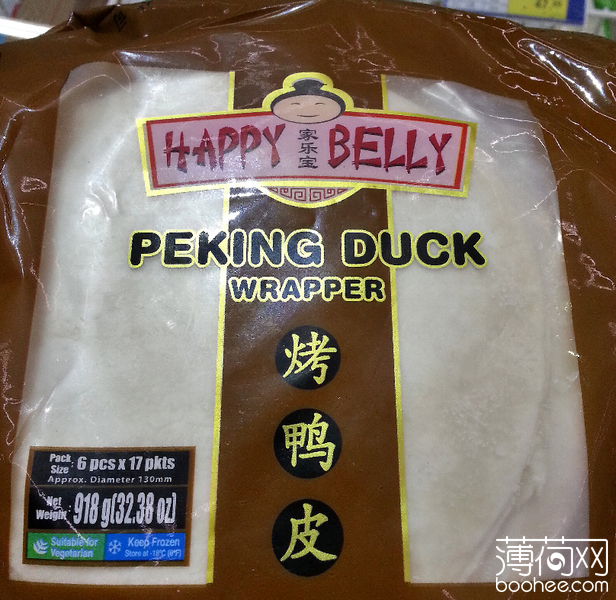 HAPPY BELLY
家乐宝
PEKING DUCK
WRAPPER
烤
鸭
皮
Pack Size : 6 pcs x 17 pkts
Approx. Diameter 130mm
Net Weight : 918 g(32.38 oz)
Suitable for Vegetarian
Keep Frozen
Store at -18°C (0°F)
薄荷网
boohee.com